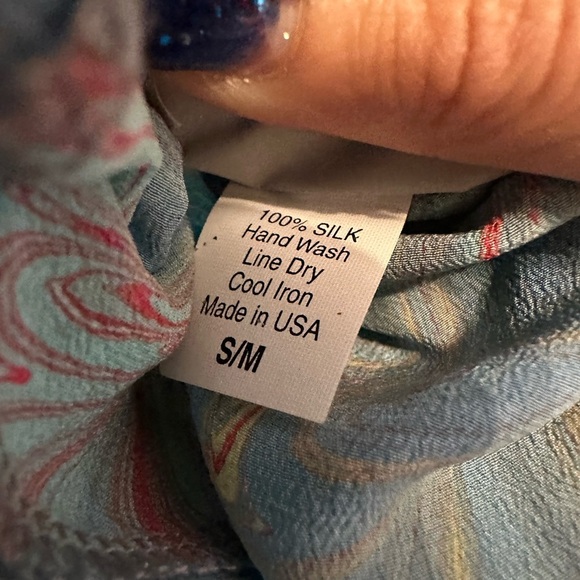 100% SILK
Hand Wash
Line Dry
Cool Iron
Made in USA
S/M